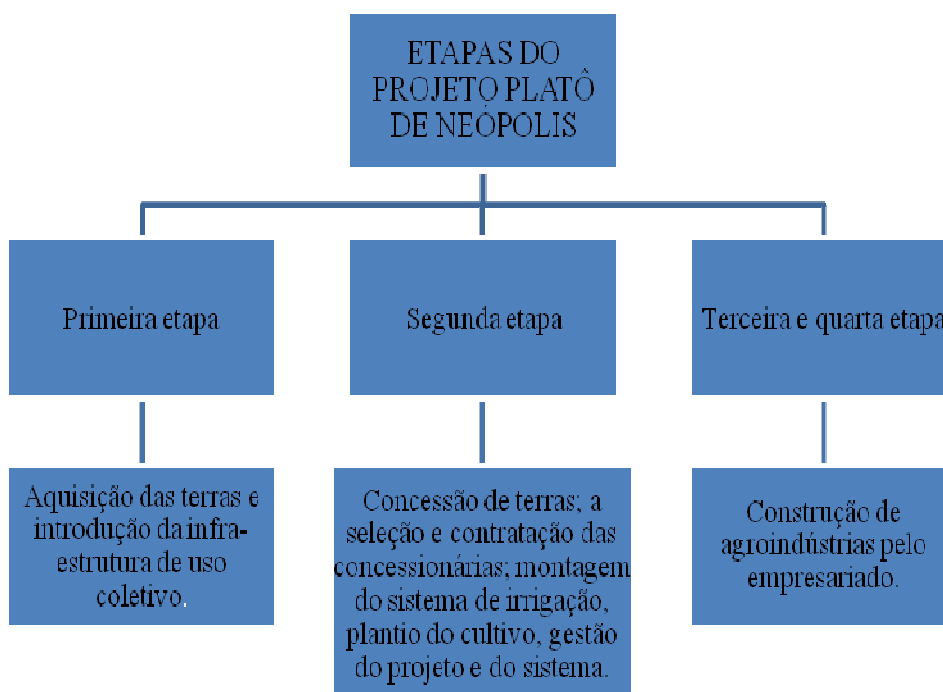 ETAPAS DO
PROJETO PLATÔ
DE NEÓPOLIS
Primeira etapa
Segunda etapa
Terceira e quarta etapa
Aquisição das terras e
introdução da infra-
estrutura de uso
coletivo.
Concessão de terras; a
seleção e contratação das
concessionárias; montagem
do sistema de irrigação,
plantio do cultivo, gestão
do projeto e do sistema.
Construção de
agroindústrias pelo
empresariado.